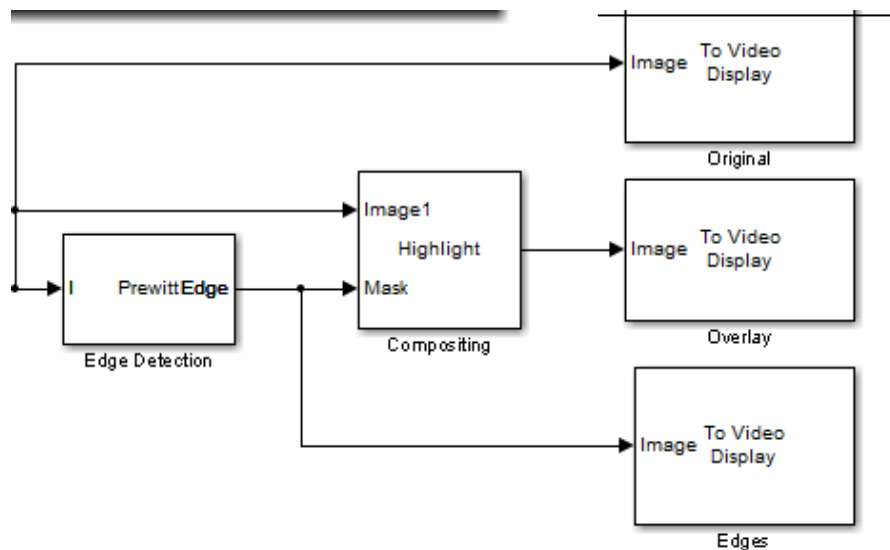 Image To Video
Display
Original
Image1
Highlight
Mask
Compositing
Image To Video
Display
Overlay
I Prewitt Edge
Edge Detection
Image To Video
Display
Edges